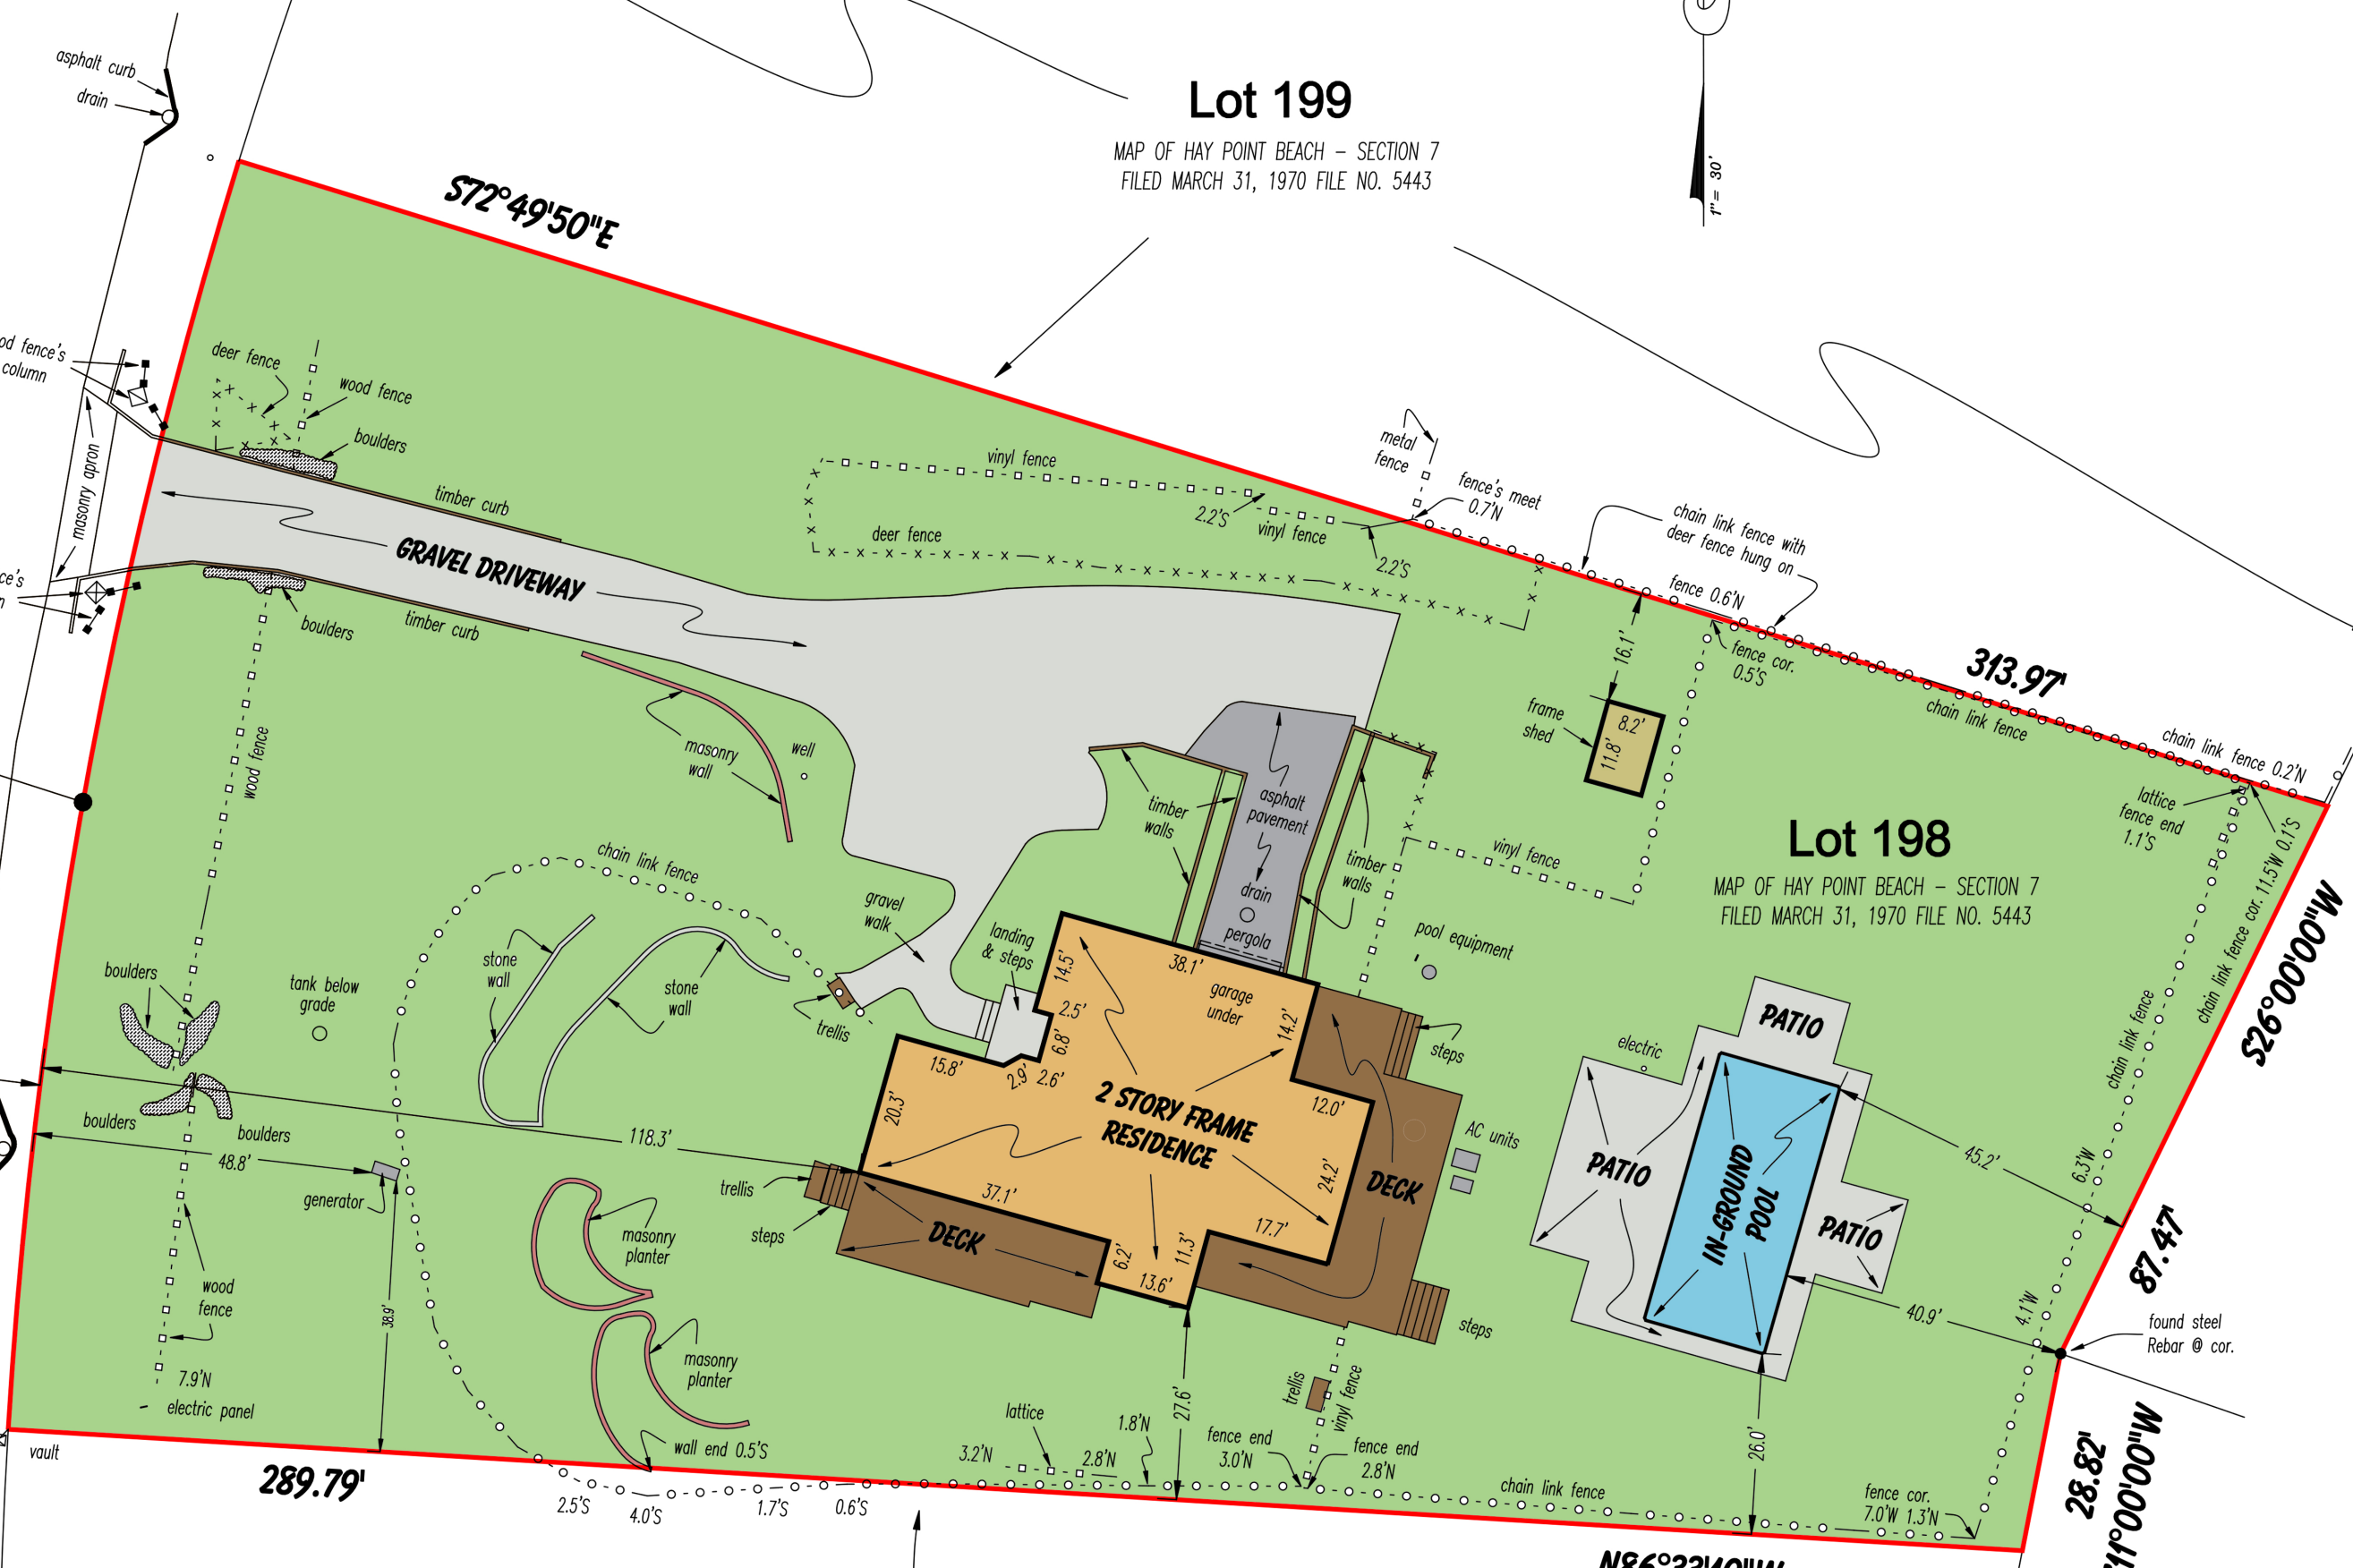 asphalt curb
drain
Lot 199
MAP OF HAY POINT BEACH – SECTION 7
FILED MARCH 31, 1970 FILE NO. 5443
1"= 30'
S72°49'50"E
fence's
column
deer fence
wood fence
boulders
masonry apron
timber curb
GRAVEL DRIVEWAY
boulders
timber curb
vinyl fence
2.2'S
vinyl fence
deer fence
2.2'S
metal
fence
fence's meet
0.7'N
chain link fence with
deer fence hung on
fence 0.6'N
fence cor.
0.5'S
16.1'
313.97'
chain link fence
chain link fence 0.2'N
lattice
fence end
1.1'S
chain link fence cor. 11.5'W 0.1'S
frame
shed
8.2'
11.8'
masonry
wall
well
wood fence
timber
walls
asphalt
pavement
drain
pergola
timber
walls
vinyl fence
Lot 198
MAP OF HAY POINT BEACH – SECTION 7
FILED MARCH 31, 1970 FILE NO. 5443
S26°00'00"W
chain link fence
chain link fence
gravel
walk
landing
& steps
pool equipment
stone
wall
stone
wall
trellis
boulders
tank below
grade
14.5'
38.1'
garage
under
14.2'
2.5'
6.8'
2.6'
2.9'
15.8'
20.3'
2 STORY FRAME
RESIDENCE
12.0'
24.2'
17.7'
11.3'
13.6'
6.2'
37.1'
steps
DECK
AC units
electric
PATIO
PATIO
IN-GROUND
POOL
PATIO
45.2'
6.3'W
40.9'
4.1'W
87.47'
found steel
Rebar @ cor.
boulders
boulders
118.3'
48.8'
generator
38.9'
trellis
steps
DECK
masonry
planter
masonry
planter
wood
fence
7.9'N
electric panel
vault
289.79'
wall end 0.5'S
2.5'S
4.0'S
1.7'S
0.6'S
3.2'N
lattice
2.8'N
1.8'N
27.6'
fence end
3.0'N
trellis
vinyl fence
fence end
2.8'N
steps
chain link fence
26.0'
fence cor.
7.0'W 1.3'N
28.82'
11°00'00"W